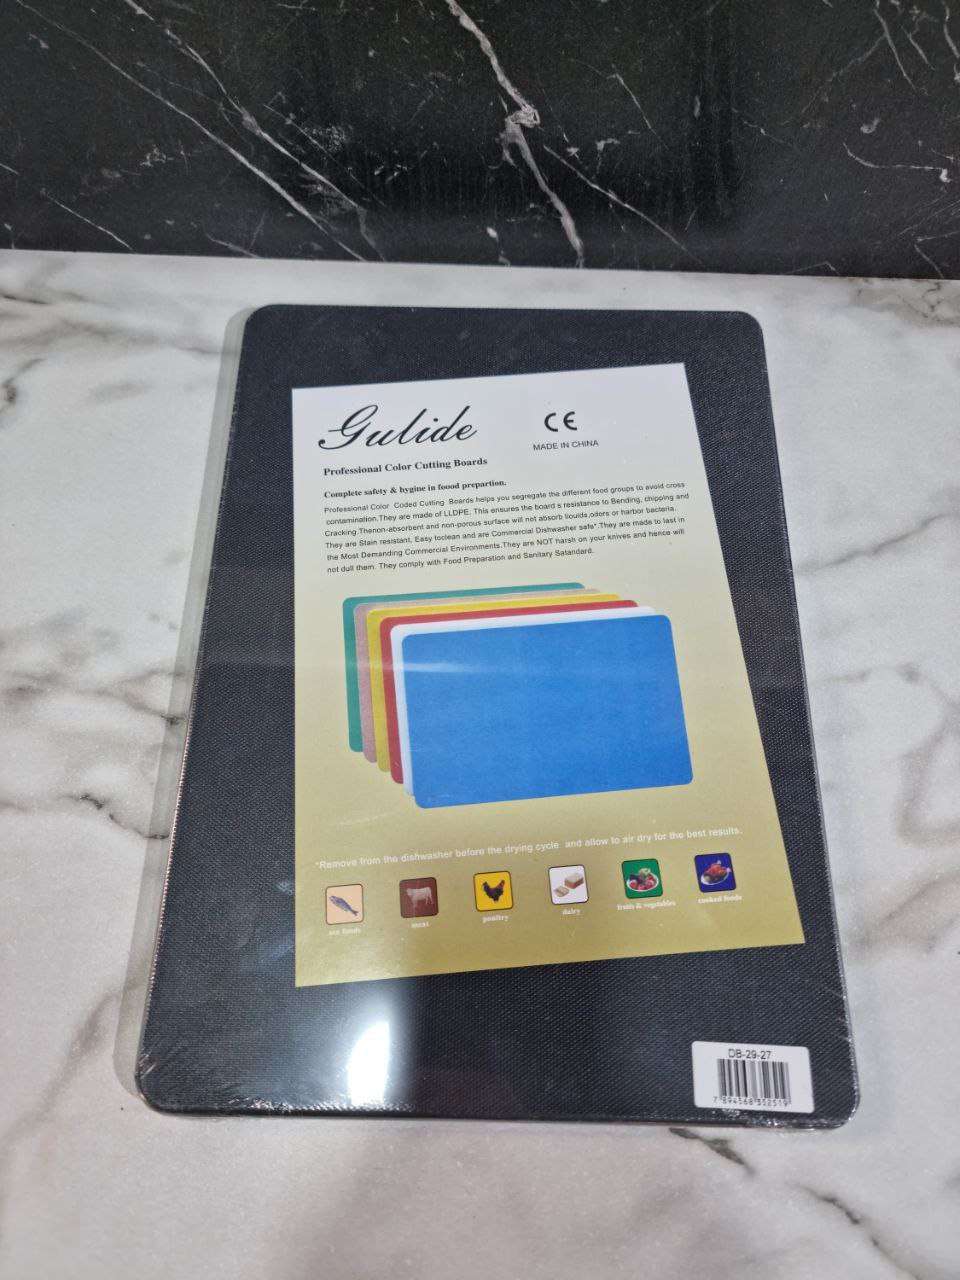 Gulide
CE
MADE IN CHINA
Professional Color Cutting Boards
Complete safety & hygine in foood prepartion.
Professional Color Coded Cutting Boards helps you segregate the different food groups to avoid cross
contamination.They are made of LLDPE. This ensures the board s resistance to Bending, chipping and
Cracking.Thenon-absorbent and non-porous surface will not absorb liouids,odors or harbor bacteria.
They are Stain resistant, Easy toclean and are Commercial Dishwasher safe*.They are made to last in
the Most Demanding Commercial Environments.They are NOT harsh on your knives and hence will
not dull them. They comply with Food Preparation and Sanitary Satandard.
*Remove from the dishwasher before the drying cycle and allow to air dry for the best results.
sea foods
meat
poultry
dairy
fruits & vegetables
cooked foods
DB-29-27
7 894568 352519